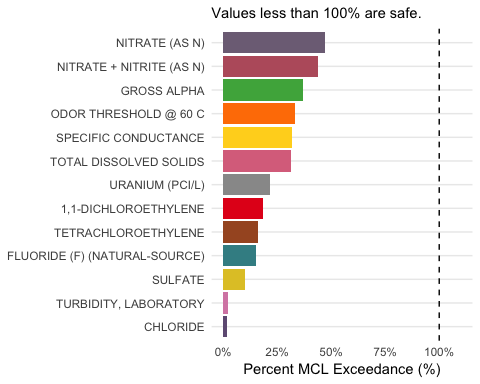 Values less than 100% are safe.
NITRATE (AS N)
NITRATE + NITRITE (AS N)
GROSS ALPHA
ODOR THRESHOLD @ 60 C
SPECIFIC CONDUCTANCE
TOTAL DISSOLVED SOLIDS
URANIUM (PCI/L)
1,1-DICHLOROETHYLENE
TETRACHLOROETHYLENE
FLUORIDE (F) (NATURAL-SOURCE)
SULFATE
TURBIDITY, LABORATORY
CHLORIDE
0% 25% 50% 75% 100%
Percent MCL Exceedance (%)